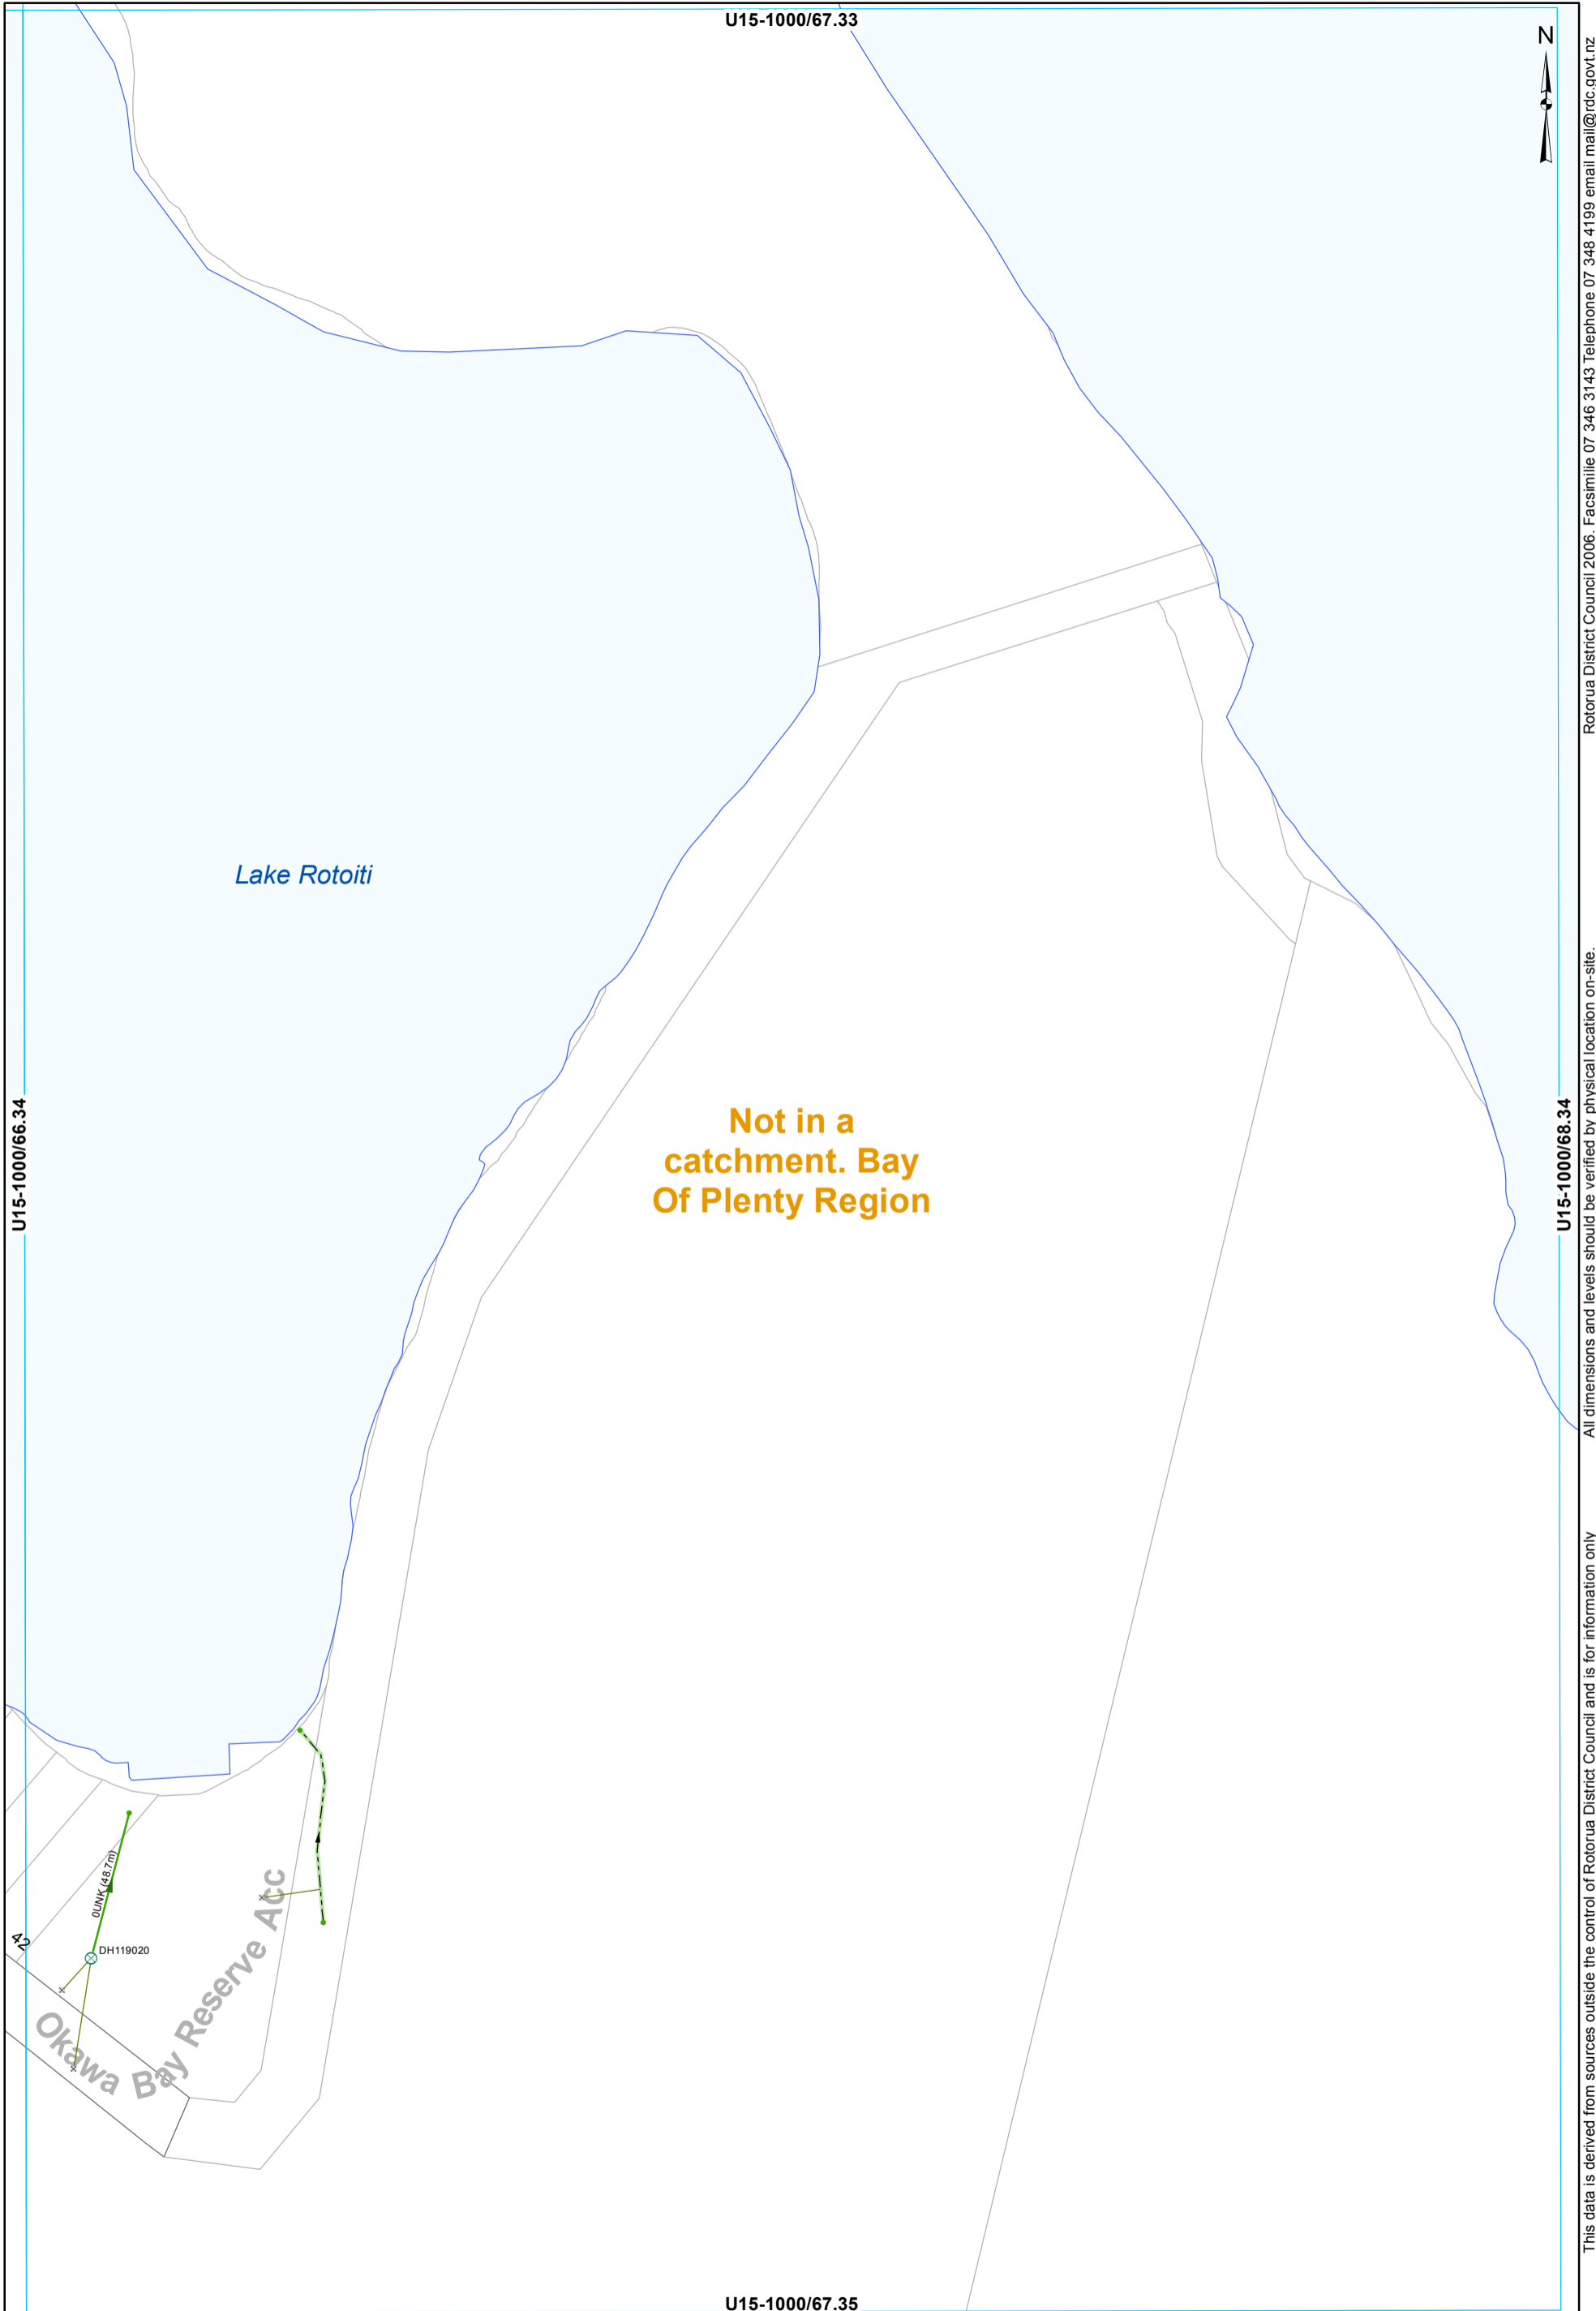 U15-1000/67.33
N
Rotorua District Council 2006. Facsimilie 07 346 3143 Telephone 07 348 4199 email mail@rdc.govt.nz
Lake Rotoiti
U15-1000/66.34
Not in a
catchment. Bay
Of Plenty Region
U15-1000/68.34
All dimensions and levels should be verified by physical location on-site.
This data is derived from sources outside the control of Rotorua District Council and is for information only
0UNK (48.7m)
42
DH119020
Okawa Bay Reserve Acc
U15-1000/67.35